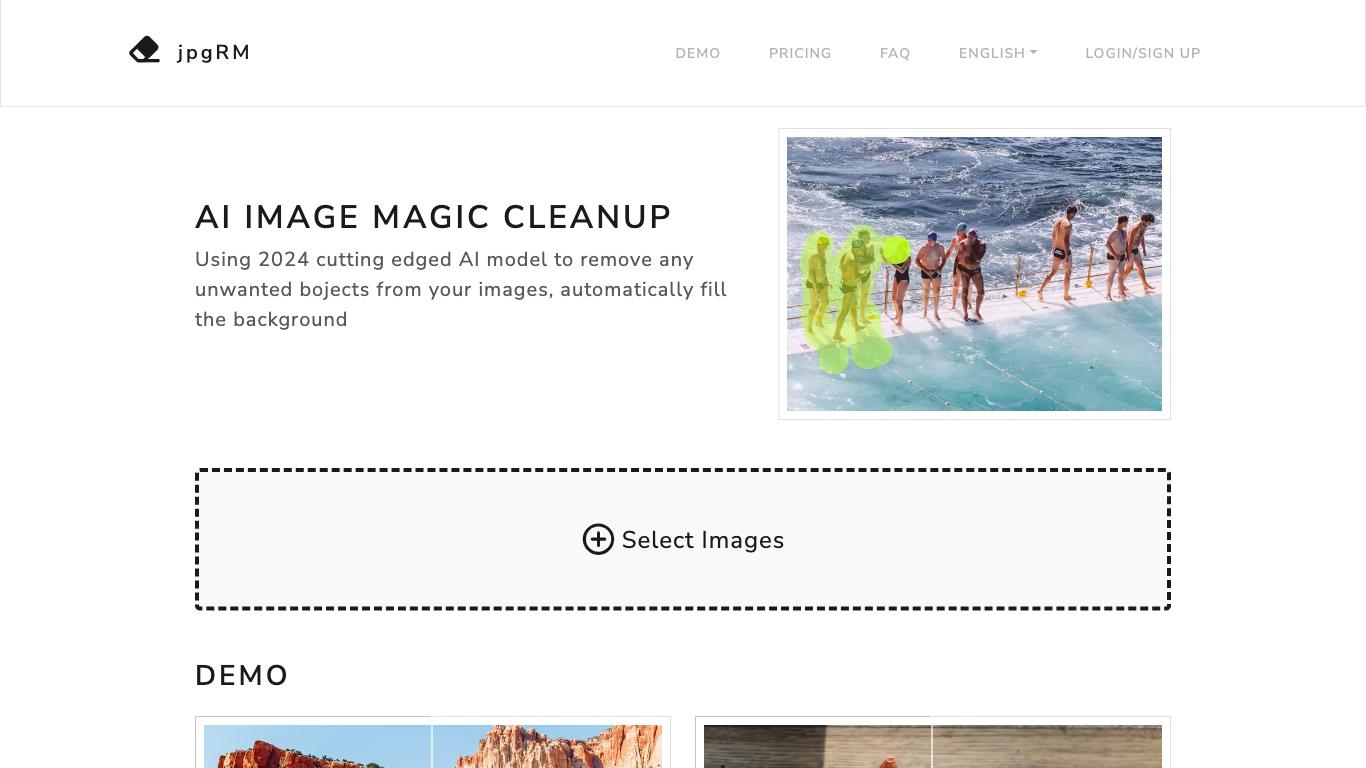 jpgRM
DEMO
PRICING
FAQ
ENGLISH
LOGIN/SIGN UP
AI IMAGE MAGIC CLEANUP
Using 2024 cutting edged AI model to remove any
unwanted bojects from your images, automatically fill
the background
Select Images
DEMO